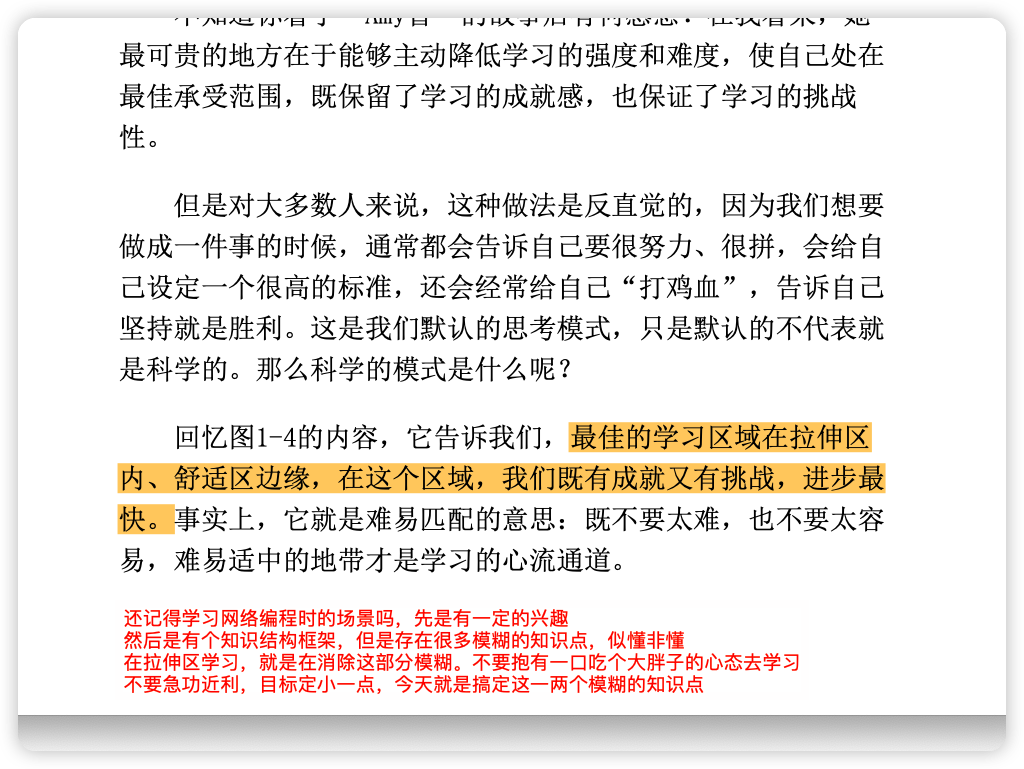 最可贵的地方在于能够主动降低学习的强度和难度，使自己处在
最佳承受范围，既保留了学习的成就感，也保证了学习的挑战
性。
但是对大多数人来说，这种做法是反直觉的，因为我们想要
做成一件事的时候，通常都会告诉自己要很努力、很拼，会给自
己设定一个很高的标准，还会经常给自己“打鸡血”，告诉自己
坚持就是胜利。这是我们默认的思考模式，只是默认的不代表就
是科学的。那么科学的模式是什么呢？
回忆图1-4的内容，它告诉我们，最佳的学习区域在拉伸区
内、舒适区边缘，在这个区域，我们既有成就又有挑战，进步最
快。事实上，它就是难易匹配的意思：既不要太难，也不要太容
易，难易适中的地带才是学习的心流通道。
还记得学习网络编程时的场景吗，先是有一定的兴趣
然后是有个知识结构框架，但是存在很多模糊的知识点，似懂非懂
在拉伸区学习，就是在消除这部分模糊。不要抱有一口吃个大胖子的心态去学习
不要急功近利，目标定小一点，今天就是搞定这一两个模糊的知识点